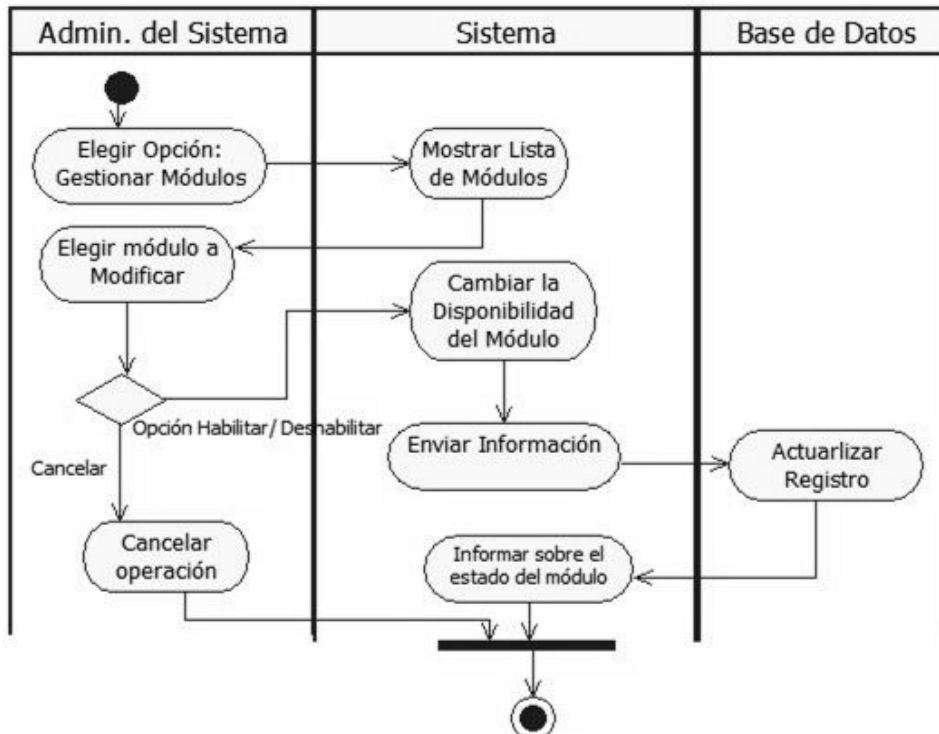 Admin. del Sistema
Sistema
Base de Datos
Elegir Opción:
Gestionar Módulos
Mostrar Lista
de Módulos
Elegir módulo a
Modificar
Cambiar la
Disponibilidad
del Módulo
Opción Habilitar/ Deshabilitar
Enviar Información
Actuarlizar
Registro
Cancelar
Cancelar
operación
Informar sobre el
estado del módulo